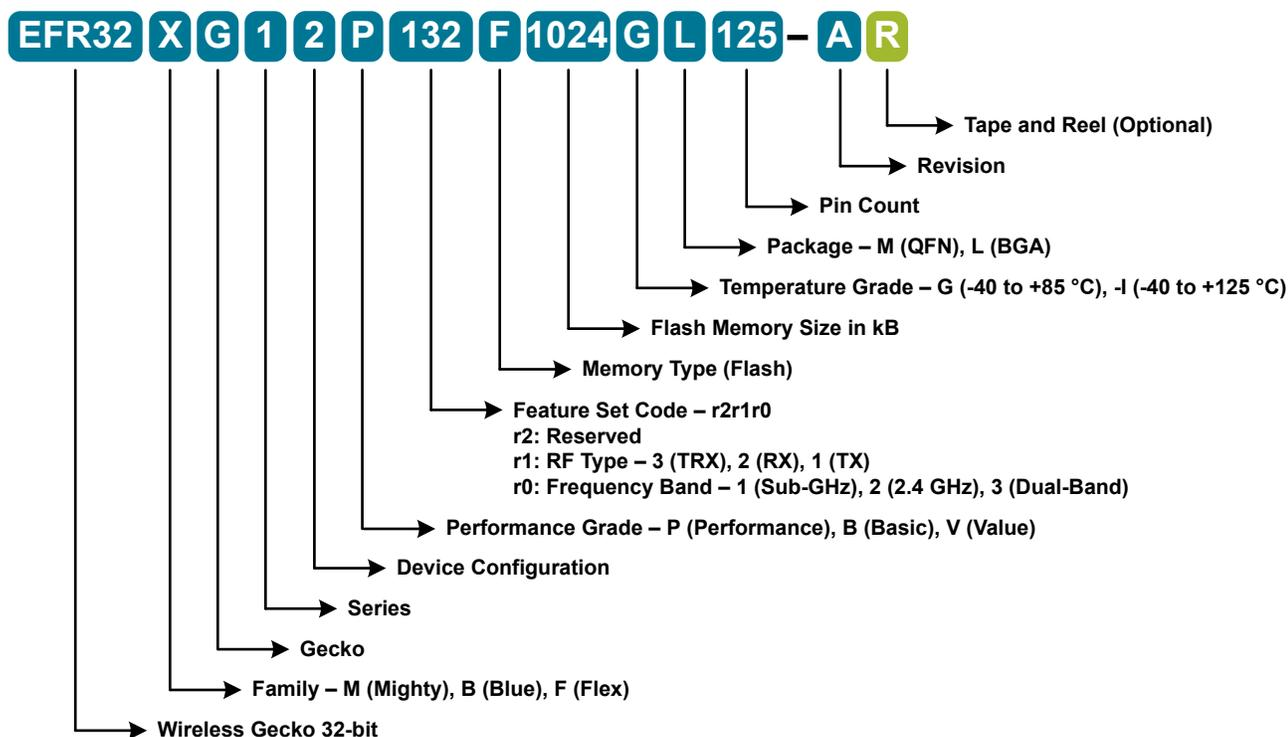 EFR32 X G 1 2 P 132 F 1024 G L 125 – A R
Tape and Reel (Optional)
Revision
Pin Count
Package – M (QFN), L (BGA)
Temperature Grade – G (-40 to +85 °C), -I (-40 to +125 °C)
Flash Memory Size in kB
Memory Type (Flash)
Feature Set Code – r2r1r0
r2: Reserved
r1: RF Type – 3 (TRX), 2 (RX), 1 (TX)
r0: Frequency Band – 1 (Sub-GHz), 2 (2.4 GHz), 3 (Dual-Band)
Performance Grade – P (Performance), B (Basic), V (Value)
Device Configuration
Series
Gecko
Family – M (Mighty), B (Blue), F (Flex)
Wireless Gecko 32-bit